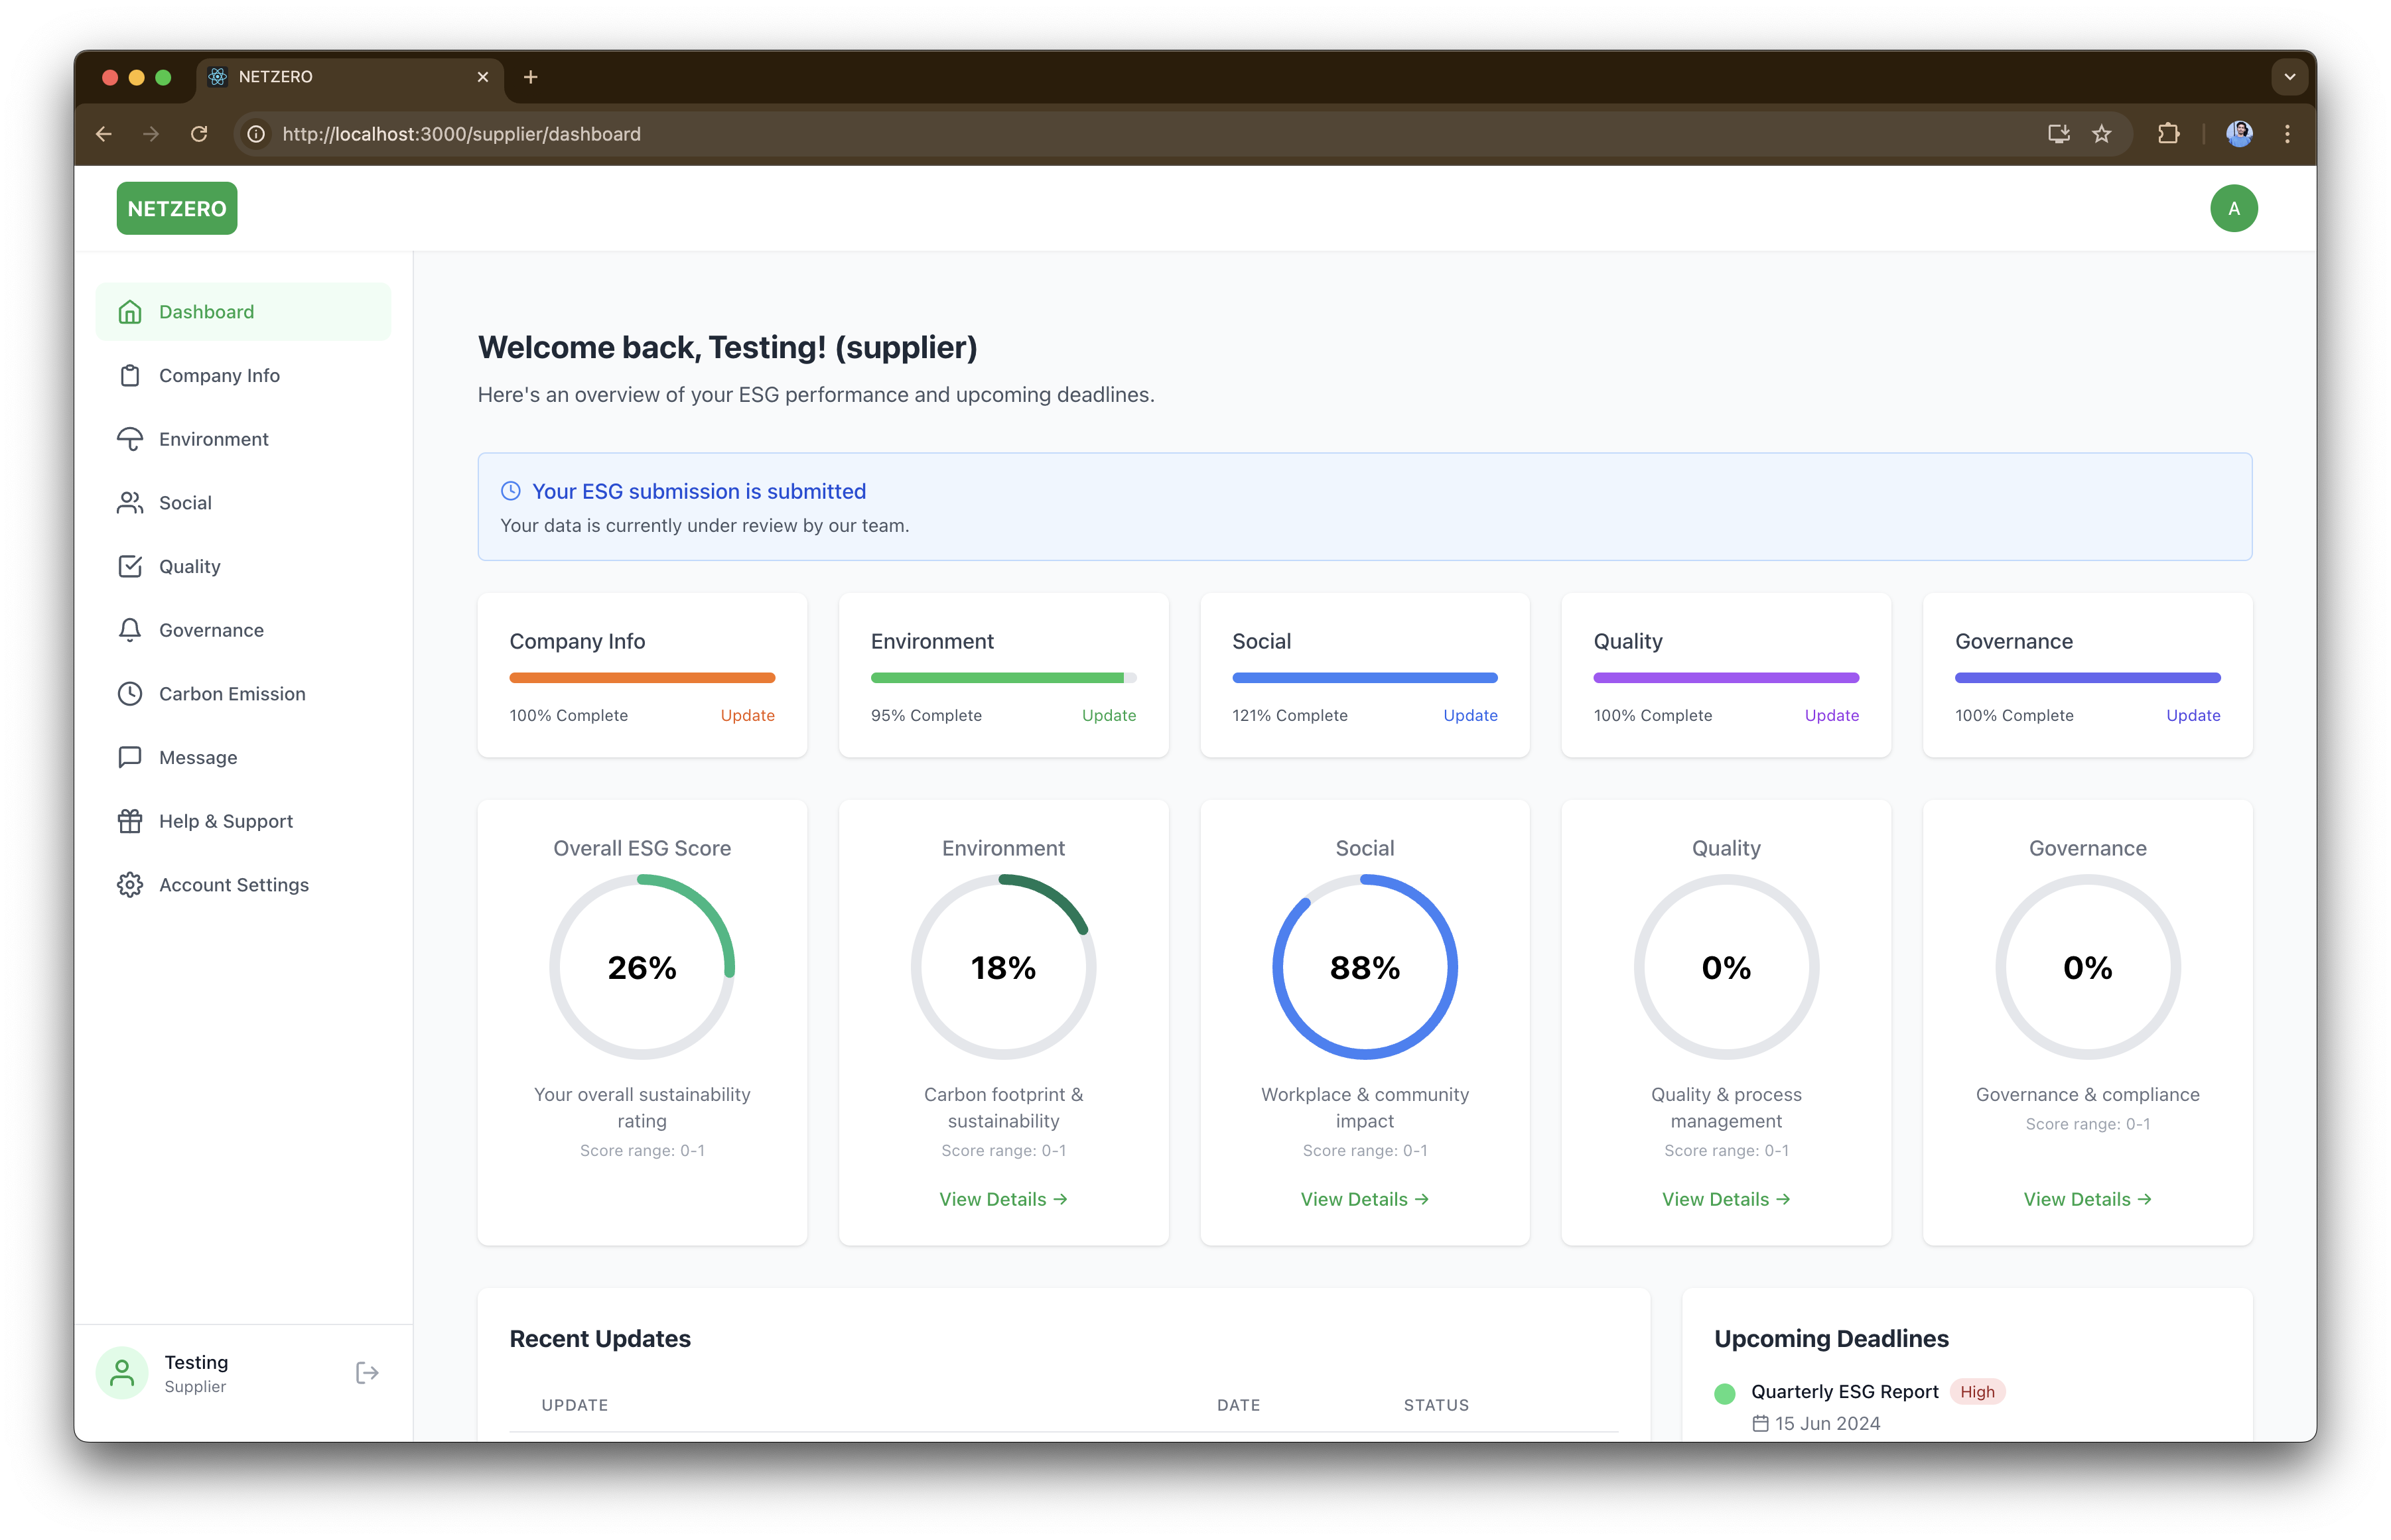 NETZERO
http://localhost:3000/supplier/dashboard
NETZERO
A
Dashboard
Company Info
Environment
Social
Quality
Governance
Carbon Emission
Message
Help & Support
Account Settings
Testing
Supplier
Welcome back, Testing! (supplier)
Here's an overview of your ESG performance and upcoming deadlines.
Your ESG submission is submitted
Your data is currently under review by our team.
Company Info
100% Complete
Update
Environment
95% Complete
Update
Social
121% Complete
Update
Quality
100% Complete
Update
Governance
100% Complete
Update
Overall ESG Score
26%
Your overall sustainability
rating
Score range: 0-1
Environment
18%
Carbon footprint &
sustainability
Score range: 0-1
View Details →
Social
88%
Workplace & community
impact
Score range: 0-1
View Details →
Quality
0%
Quality & process
management
Score range: 0-1
View Details →
Governance
0%
Governance & compliance
Score range: 0-1
View Details →
Recent Updates
UPDATE
DATE
STATUS
Upcoming Deadlines
Quarterly ESG Report
High
15 Jun 2024